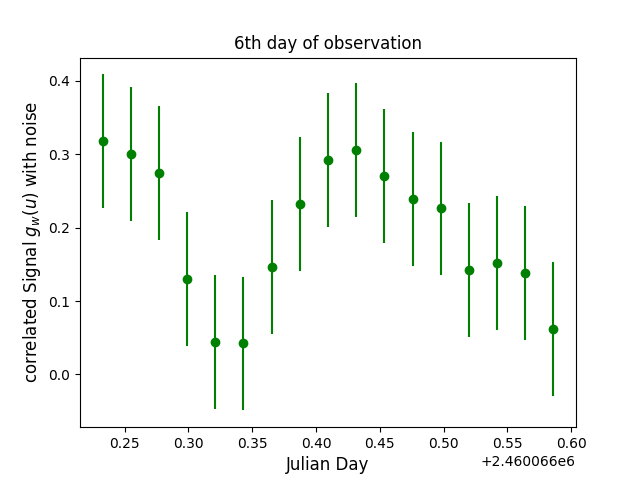 6th day of observation
correlated Signal $g_w(u)$ with noise
0.4
0.3
0.2
0.1
0.0
0.25 0.30 0.35 0.40 0.45 0.50 0.55 0.60
Julian Day
+2.460066e6